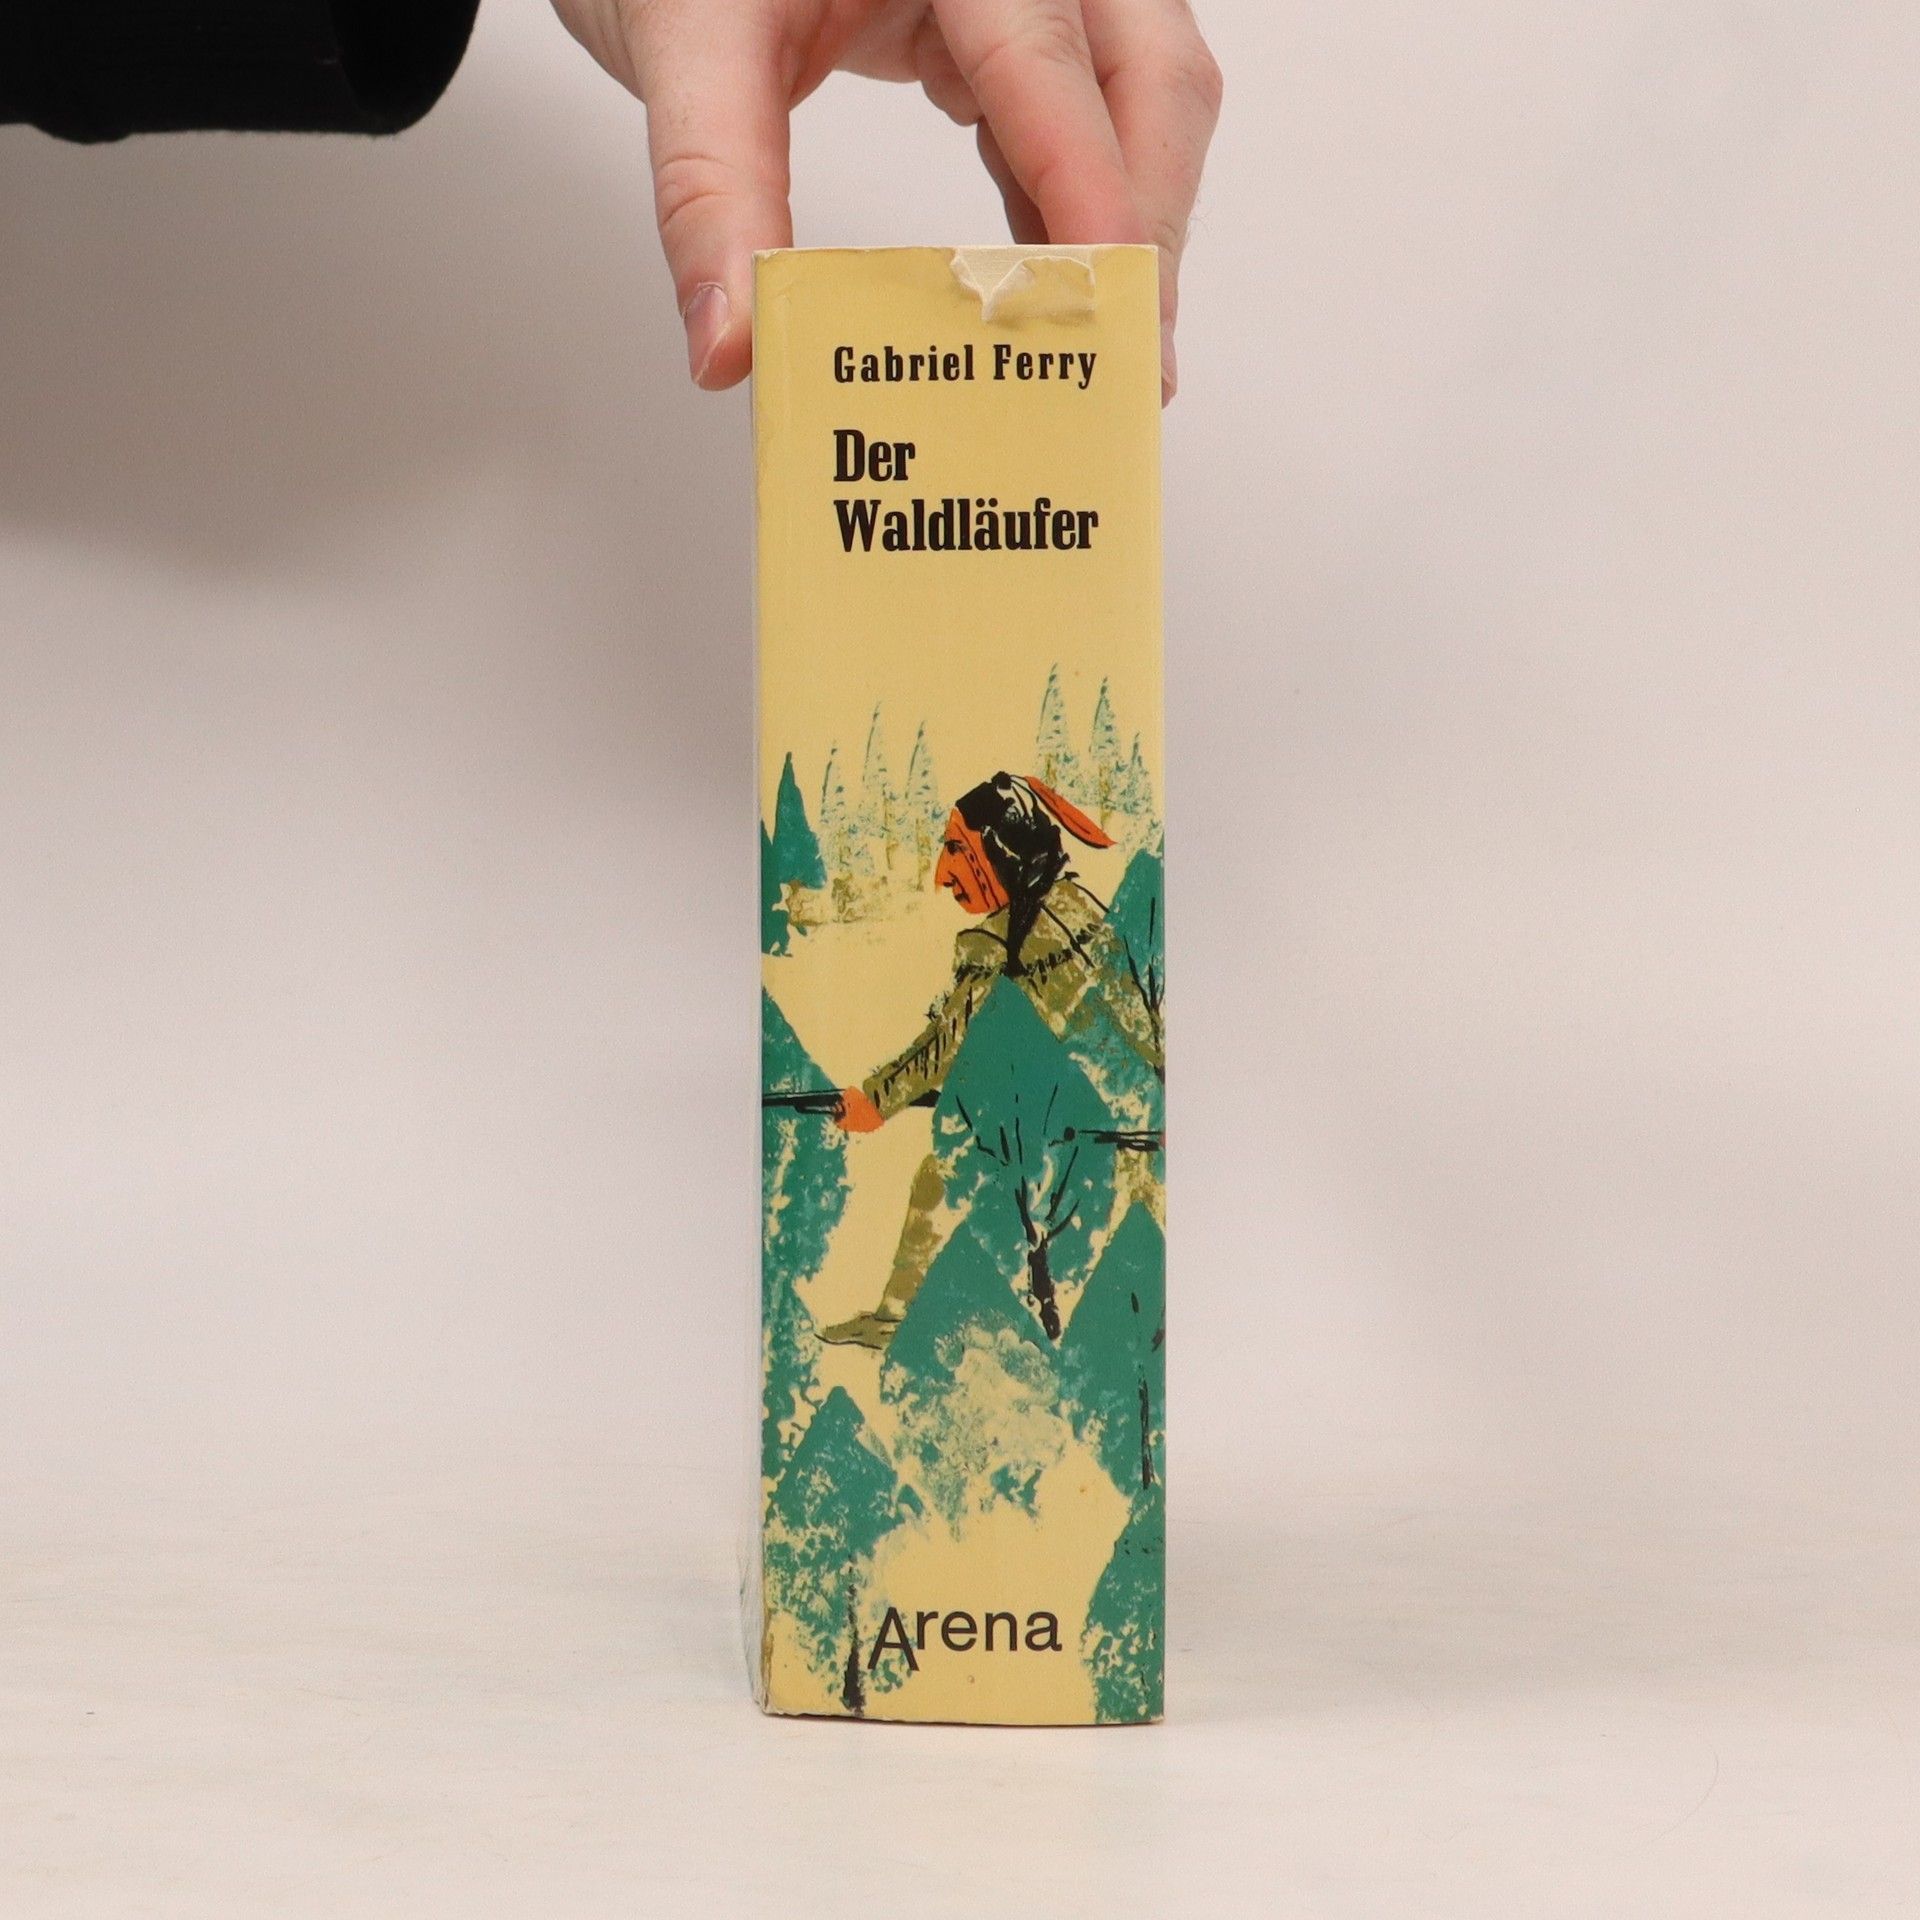 Gabriel Ferry
Der
Waldläufer
Arena